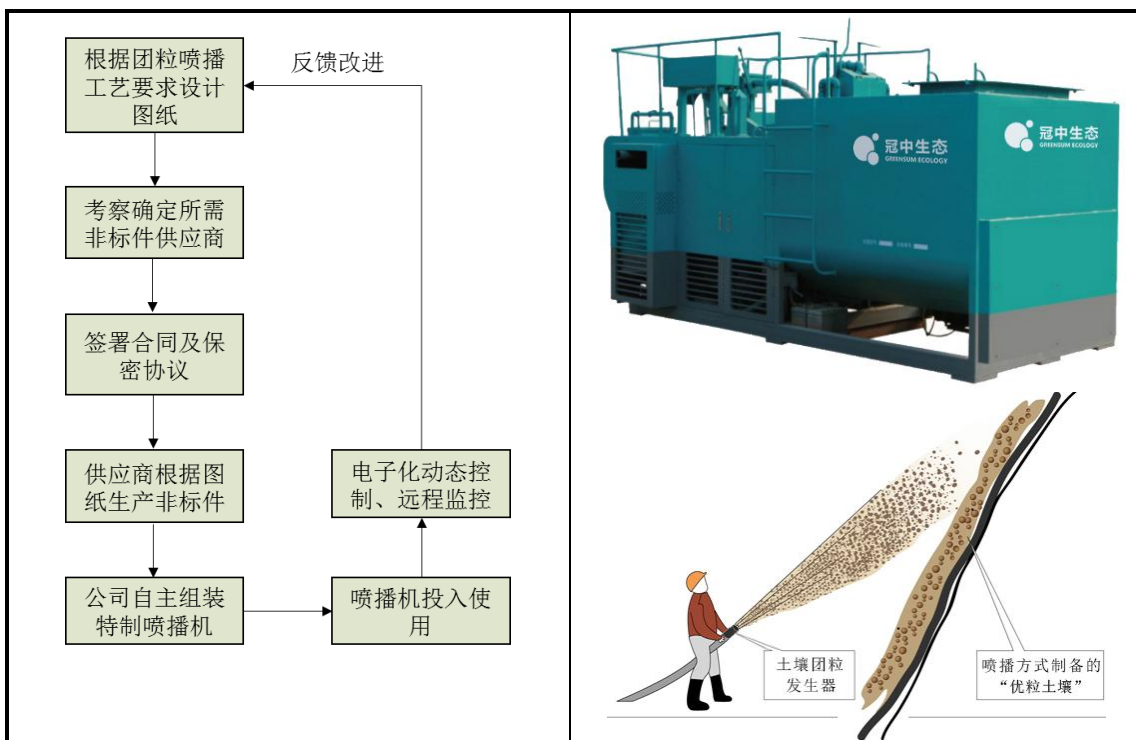 根据团粒喷播
工艺要求设计
图纸
反馈改进
考察确定所需
非标件供应商
签署合同及保
密协议
供应商根据图
纸生产非标件
电子化动态控
制、远程监控
公司自主组装
特制喷播机
喷播机投入使
用
冠中生态
GREENSUM ECOLOGY
冠中生态
GREENSUM ECOLOGY
土壤团粒
发生器
喷播方式制备的
“优粒土壤”